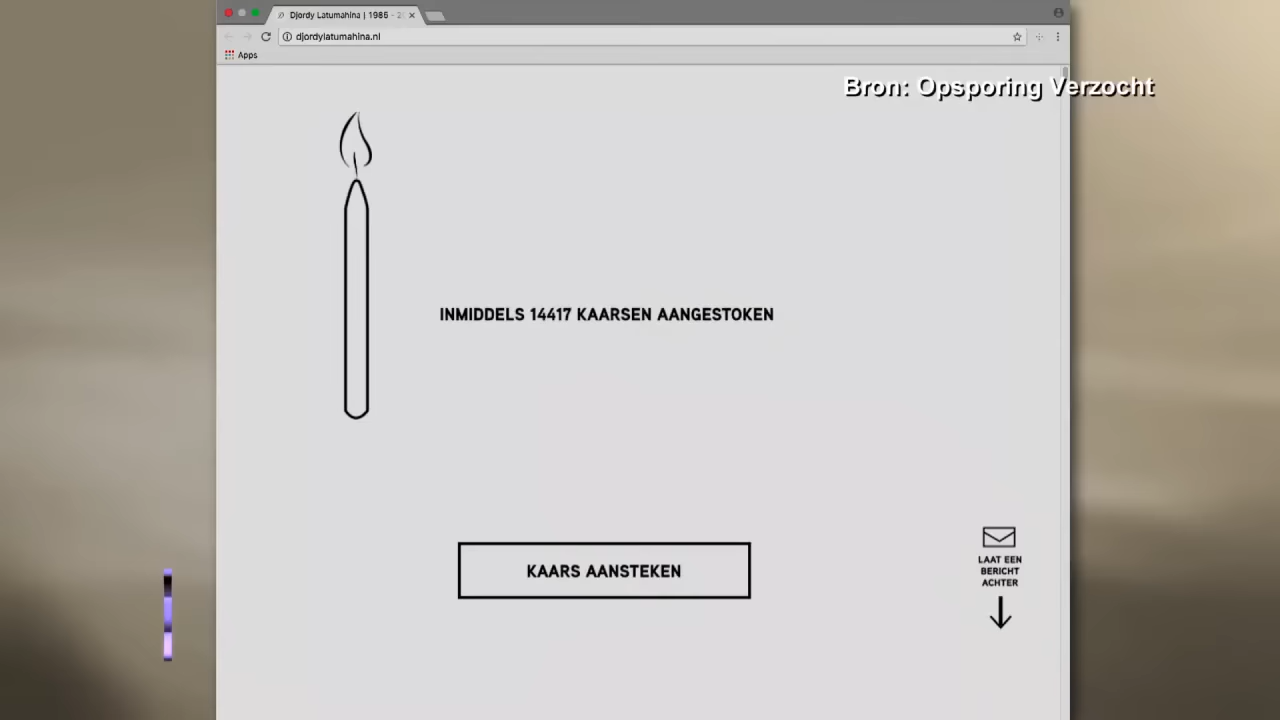 Djordy Latumahina | 1986 - 2
djordylatumahina.nl
Apps
Bron: Opsporing Verzocht
INMIDDELS 14417 KAARSEN AANGESTOKEN
KAARS AANSTEKEN
LAAT EEN
BERICHT
ACHTER